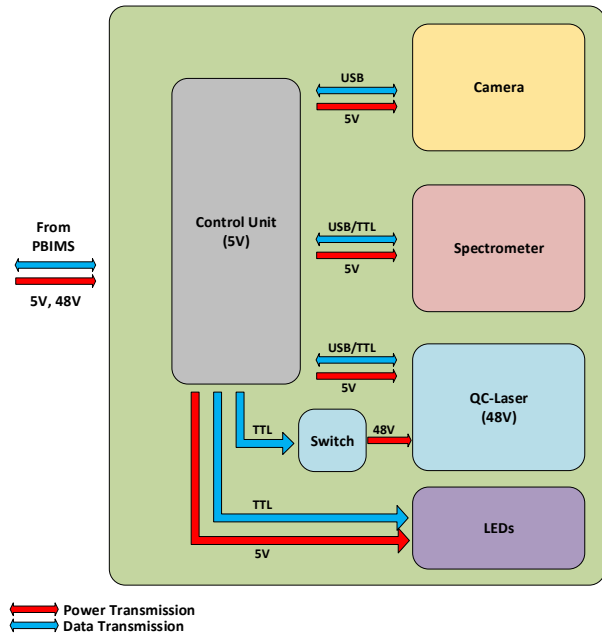 USB
5V
Camera
Control Unit
(5V)
From
PBIMS
5V, 48V
USB/TTL
5V
Spectrometer
USB/TTL
5V
QC-Laser
(48V)
TTL
Switch
48V
TTL
5V
LEDs
Power Transmission
Data Transmission